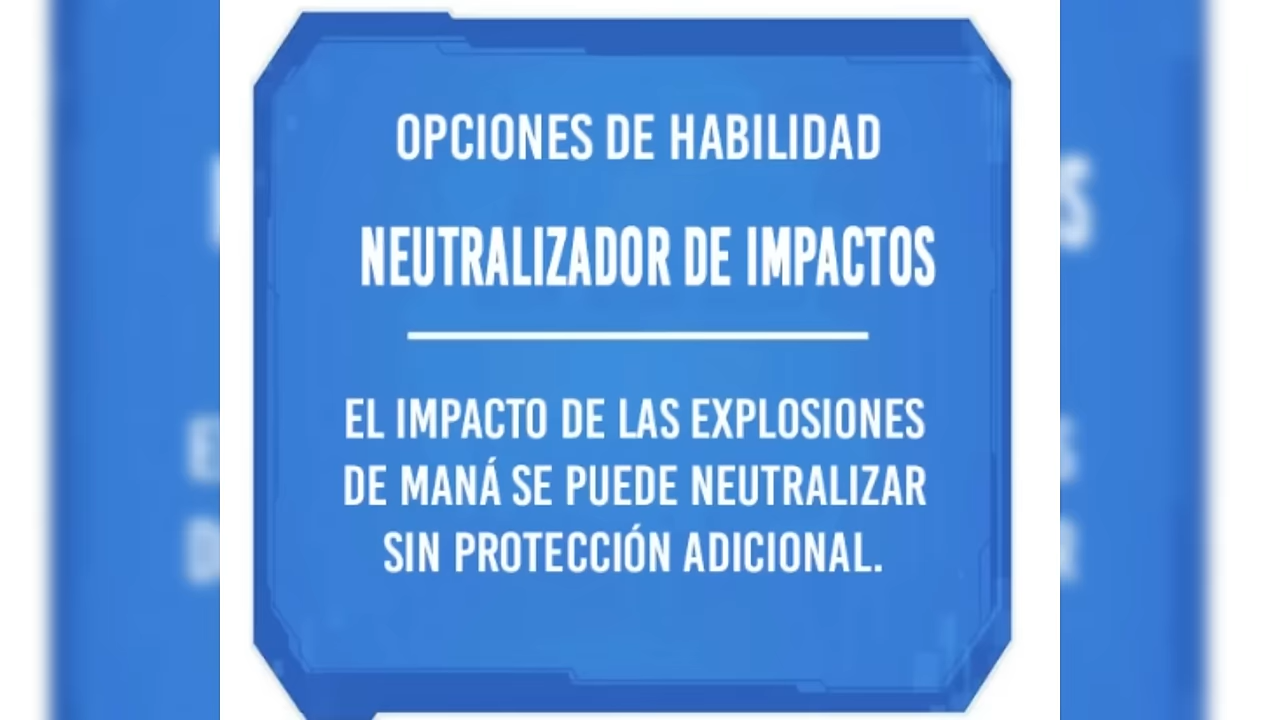 OPCIONES DE HABILIDAD
NEUTRALIZADOR DE IMPACTOS
EL IMPACTO DE LAS EXPLOSIONES
DE MANÁ SE PUEDE NEUTRALIZAR
SIN PROTECCIÓN ADICIONAL.